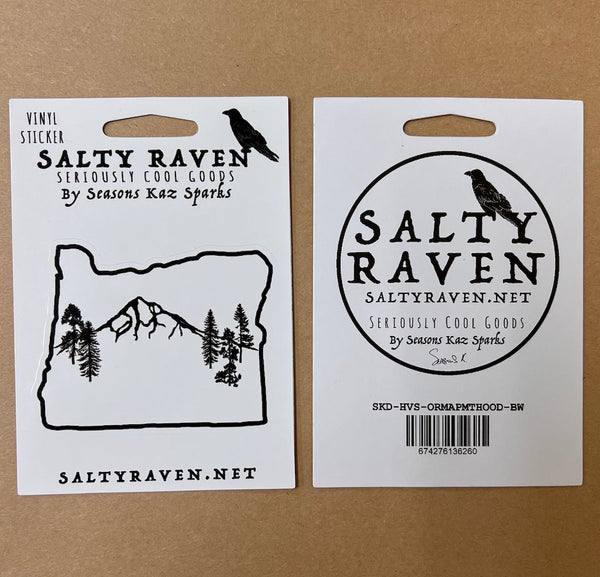 VINYL
STICKER
SALTY RAVEN
SERIOUSLY COOL GOODS
By Seasons Kaz Sparks
SALTYRAVEN.NET
SALTY
RAVEN
SALTYRAVEN.NET
SERIOUSLY COOL GOODS
By Seasons Kaz Sparks
Seasons K.
SKD-HVS-ORMAPMTHOOD-BW
674276136260